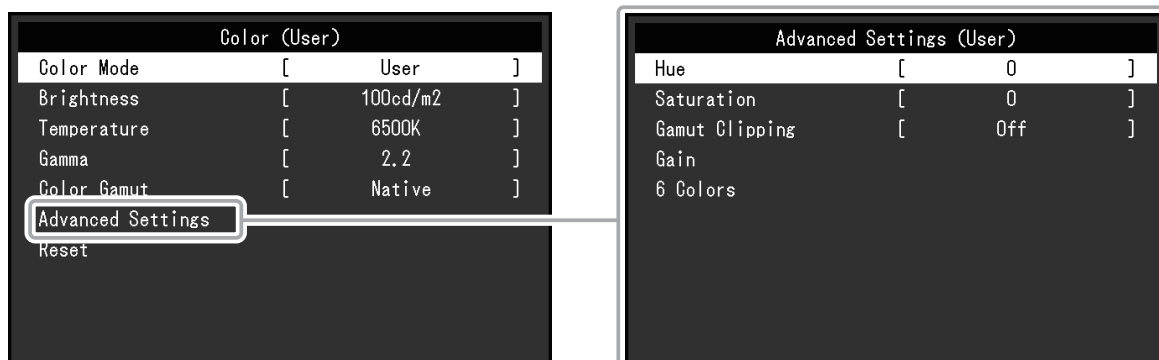 Color (User)
Color Mode [ User ]
Brightness [ 100cd/m2 ]
Temperature [ 6500K ]
Gamma [ 2.2 ]
Color Gamut [ Native ]
Advanced Settings
Reset
Advanced Settings (User)
Hue [ 0 ]
Saturation [ 0 ]
Gamut Clipping [ Off ]
Gain
6 Colors